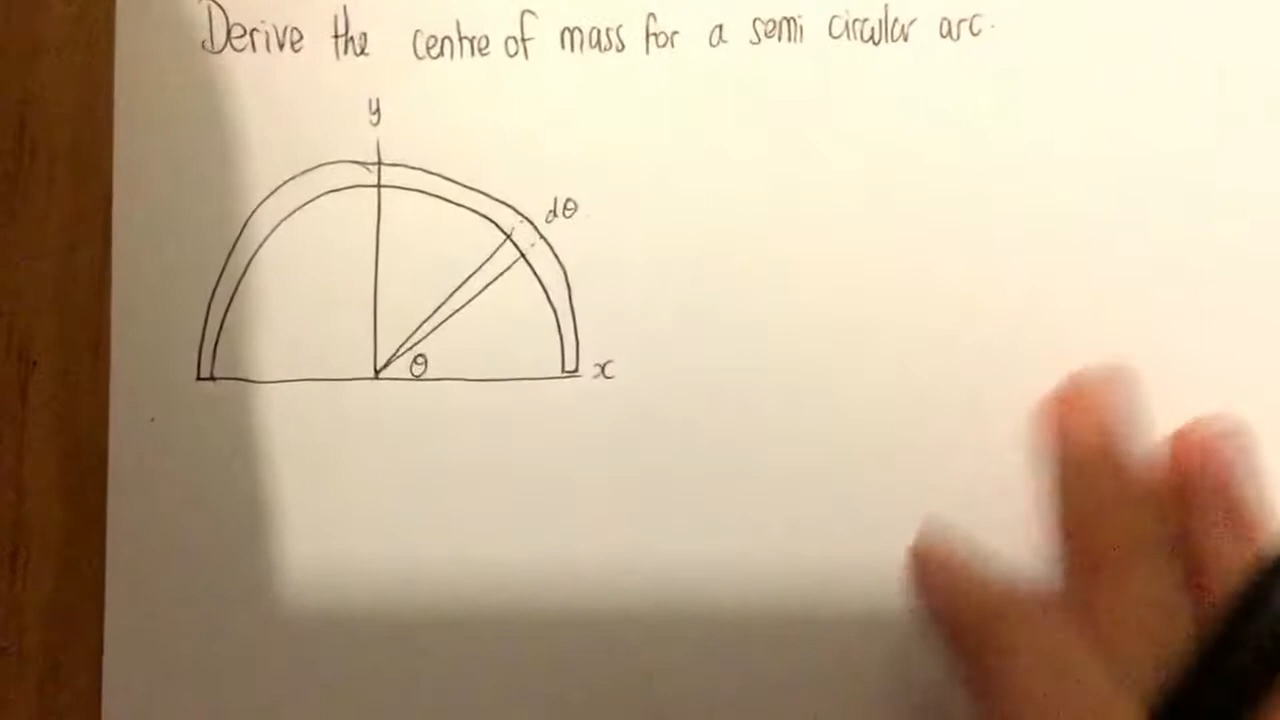 Derive the centre of mass for a semi circular arc.
y
dθ
θ
x